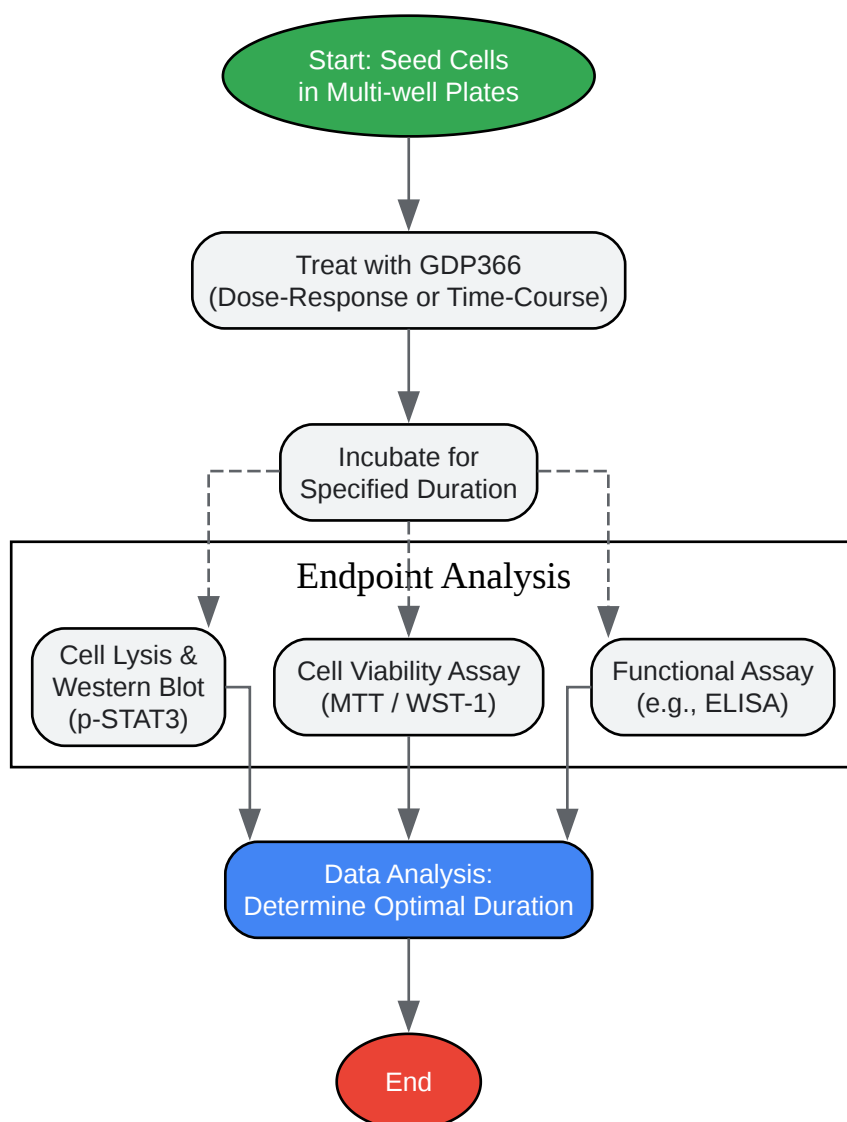 Start: Seed Cells
in Multi-well Plates
Treat with GDP366
(Dose-Response or Time-Course)
Incubate for
Specified Duration
Endpoint Analysis
Cell Lysis &
Western Blot
(p-STAT3)
Cell Viability Assay
(MTT / WST-1)
Functional Assay
(e.g., ELISA)
Data Analysis:
Determine Optimal Duration
End